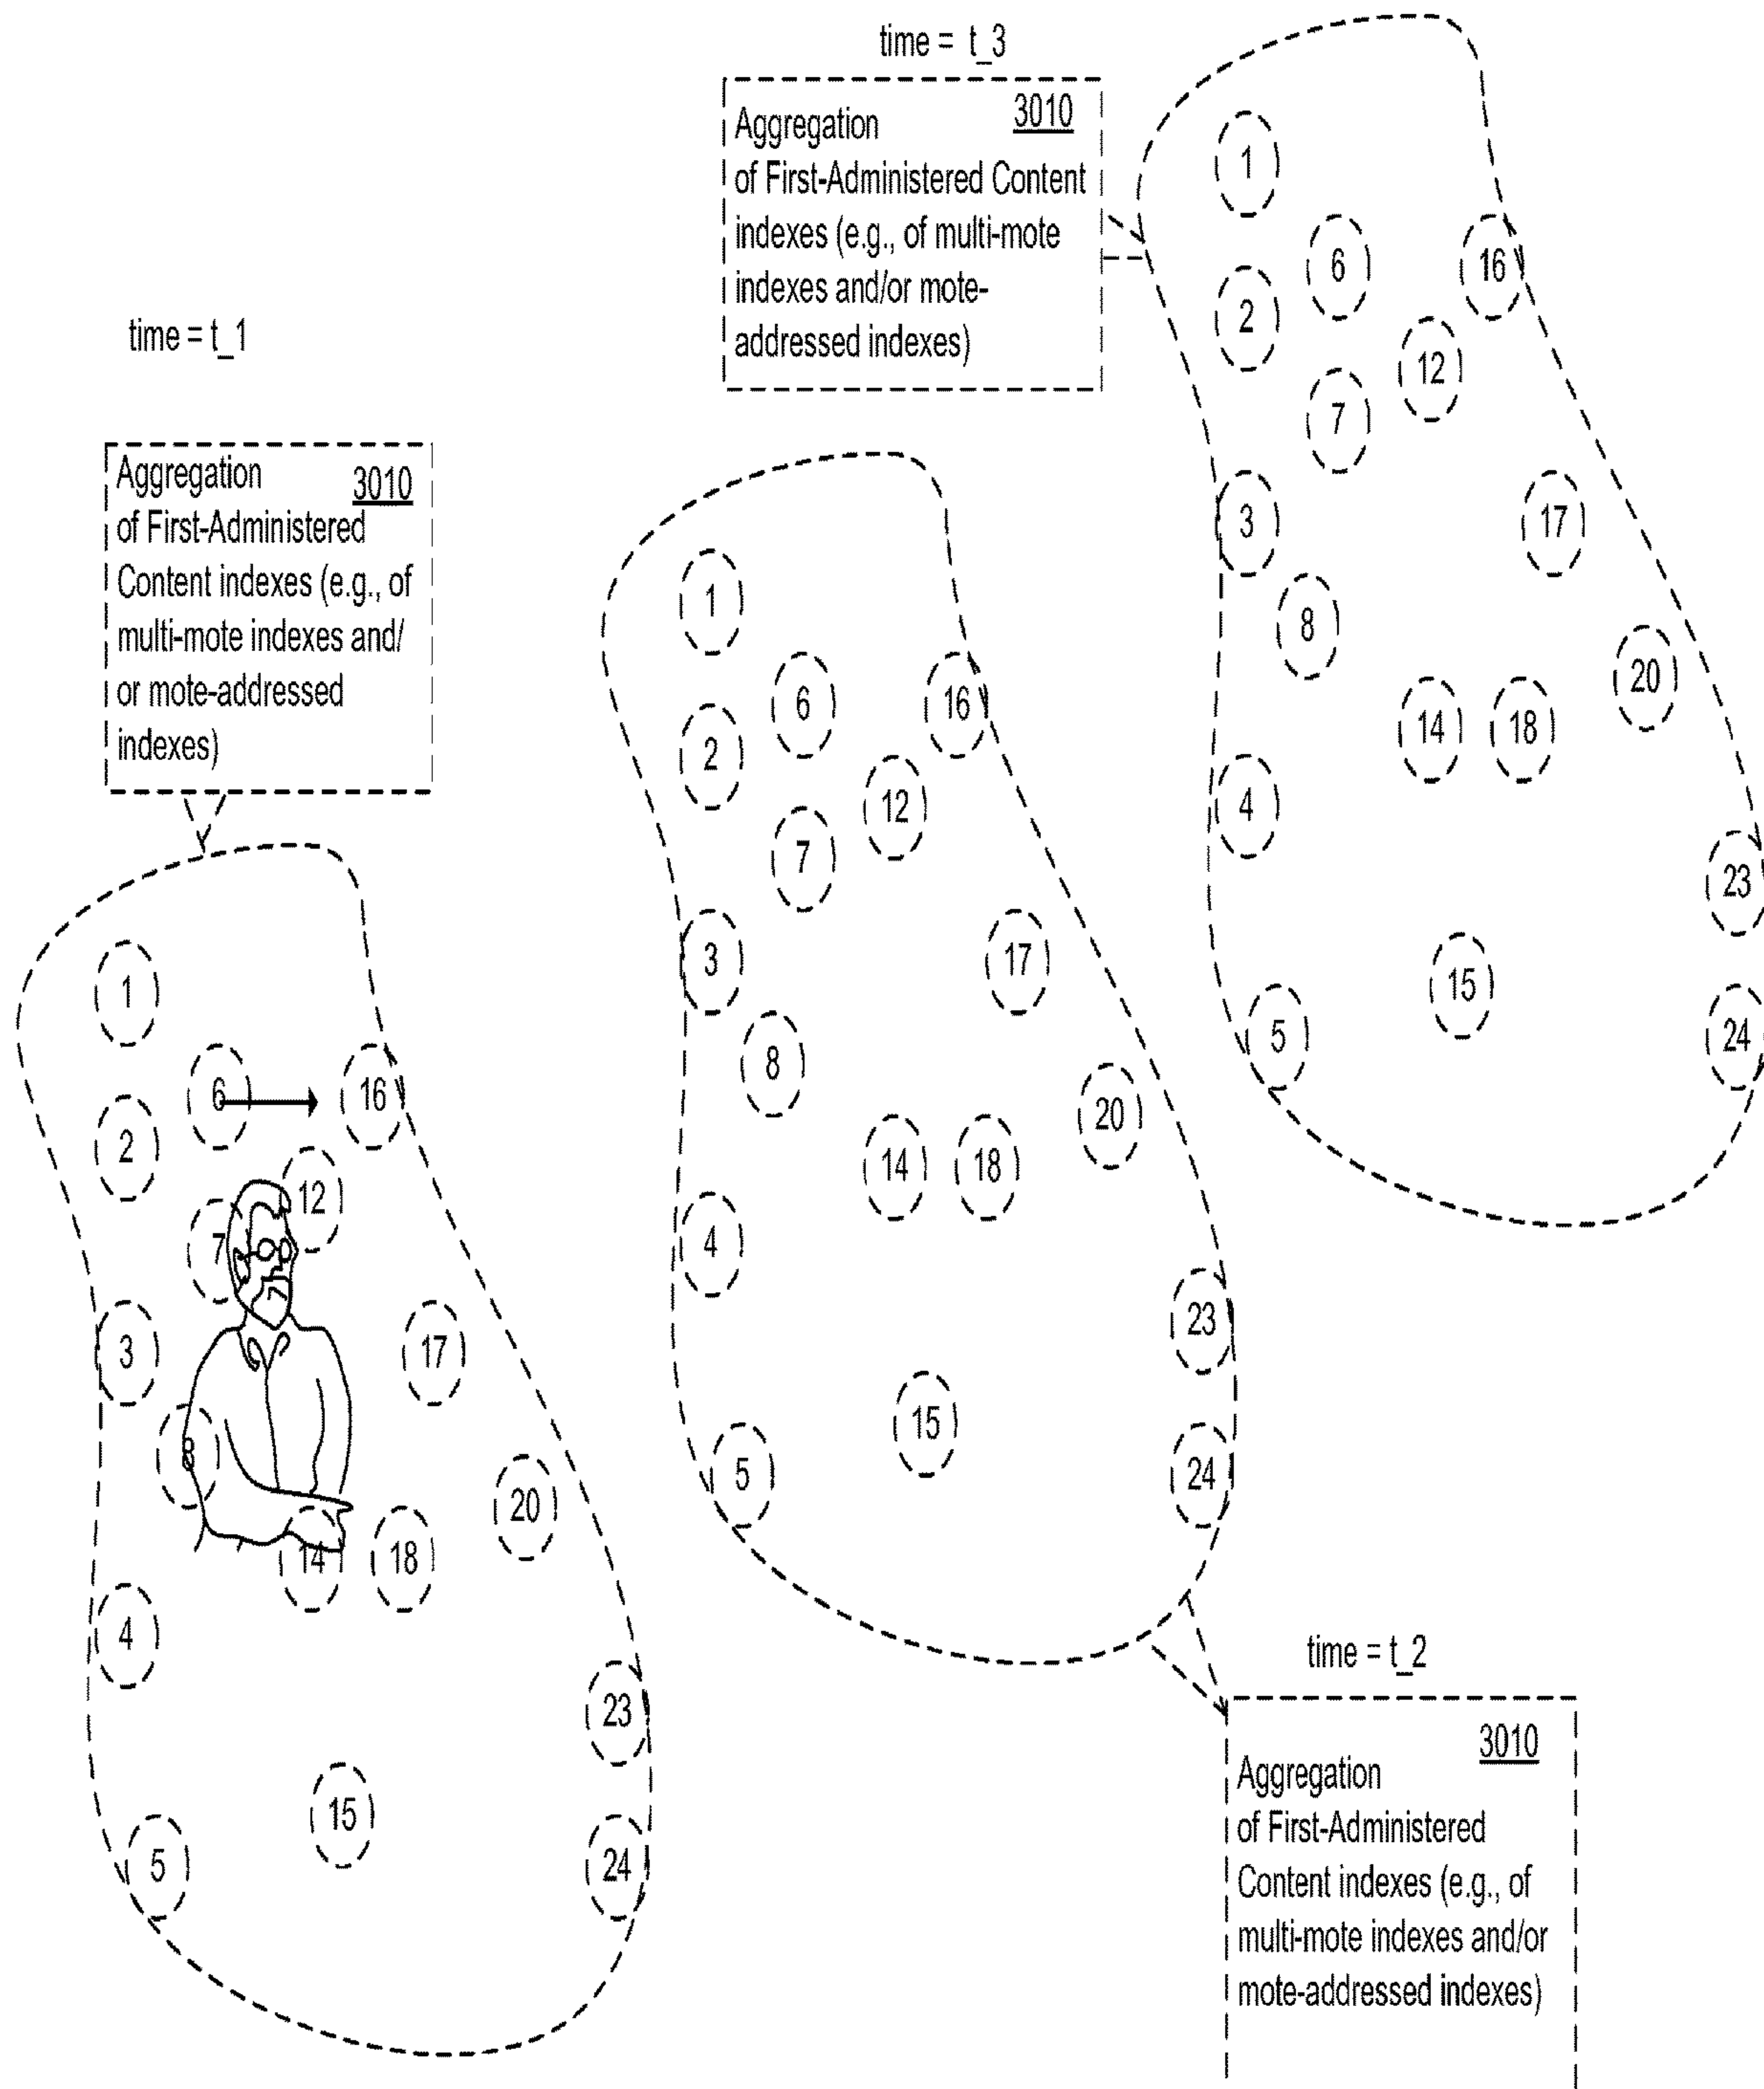 time = t_3
3010
Aggregation
of First-Administered Content
indexes (e.g., of multi-mote
indexes and/or mote-
addressed indexes)
1
6
16
2
12
7
3
17
8
20
14
18
4
23
15
5
24
time = t_1
Aggregation
3010
of First-Administered
Content indexes (e.g., of
multi-mote indexes and/
or mote-addressed
indexes)
1
6
16
2
12
7
3
17
8
20
14
18
4
23
15
5
24
1
6
16
2
12
7
3
17
8
20
14
18
4
23
15
5
24
time = t_2
3010
Aggregation
of First-Administered
Content indexes (e.g., of
multi-mote indexes and/or
mote-addressed indexes)